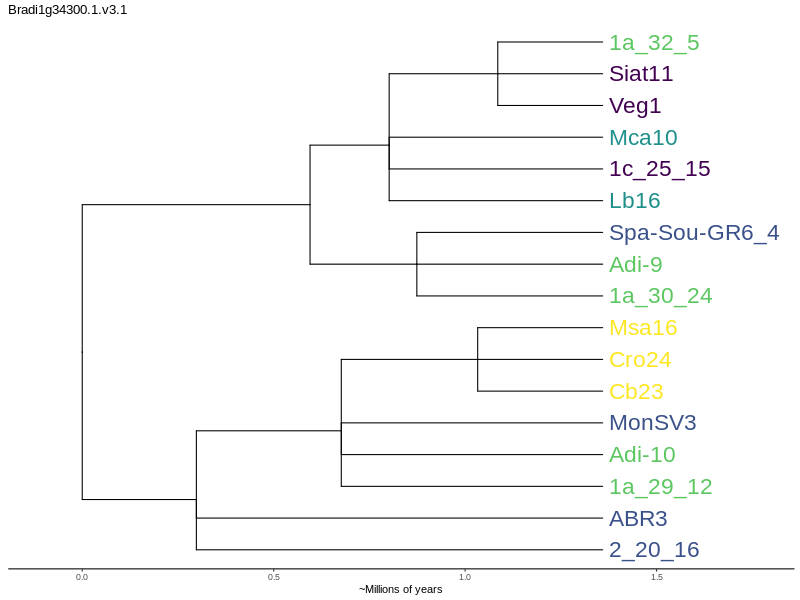 Bradi1g34300.1.v3.1
1a_32_5
Siat11
Veg1
Mca10
1c_25_15
Lb16
Spa-Sou-GR6_4
Adi-9
1a_30_24
Msa16
Cro24
Cb23
MonSV3
Adi-10
1a_29_12
ABR3
2_20_16
0.0 0.5 1.0 1.5
~Millions of years